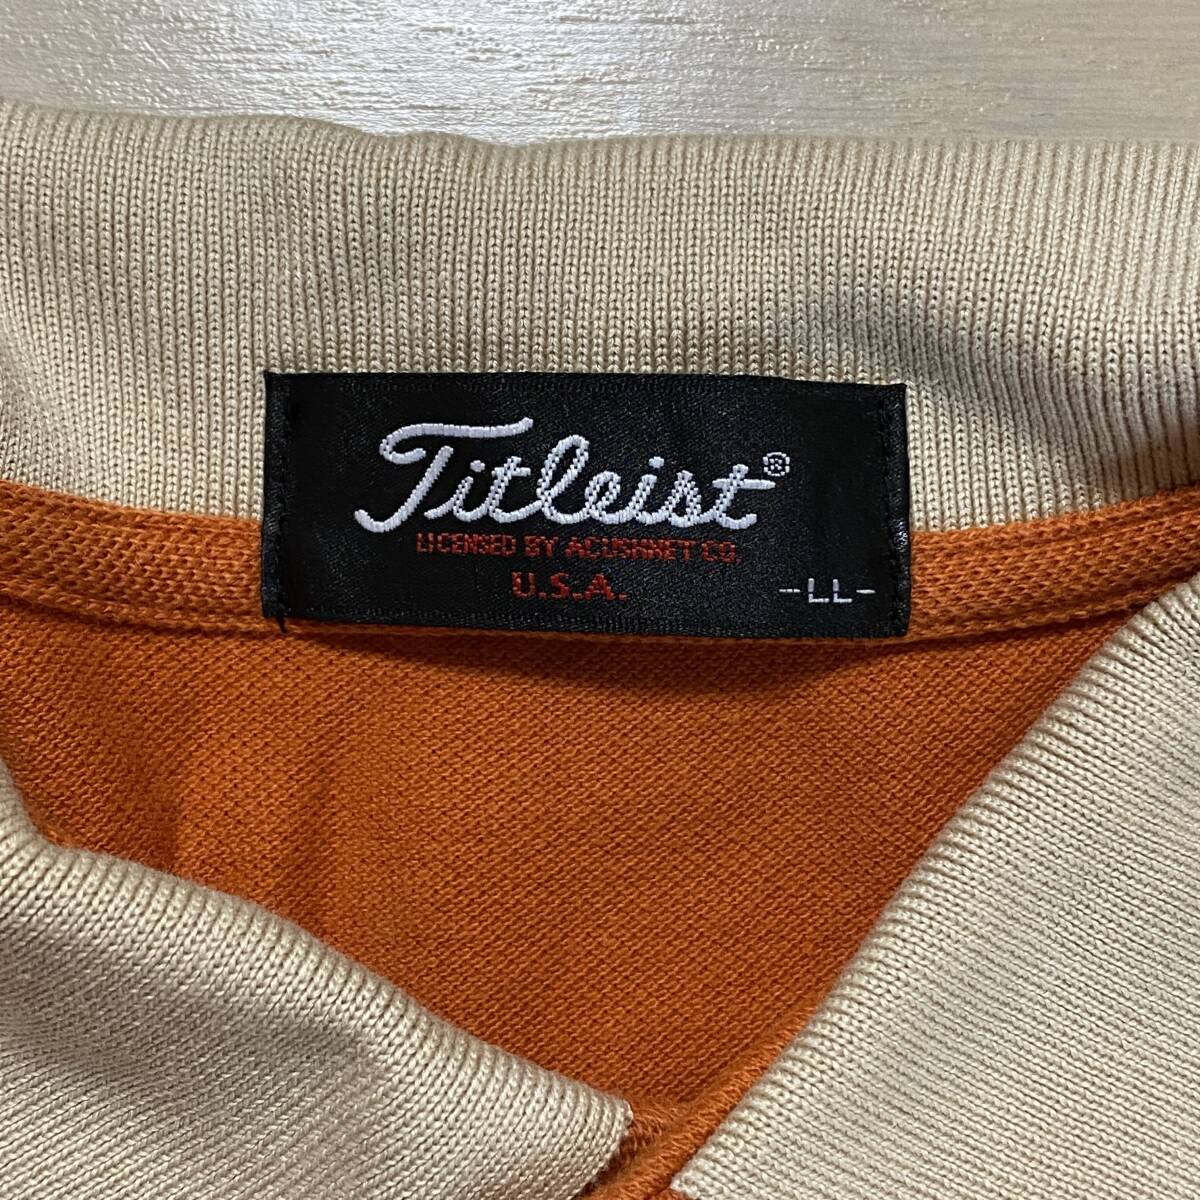 Titleist®
LICENSED BY ACUSHNET CO.
U.S.A.
-LL-